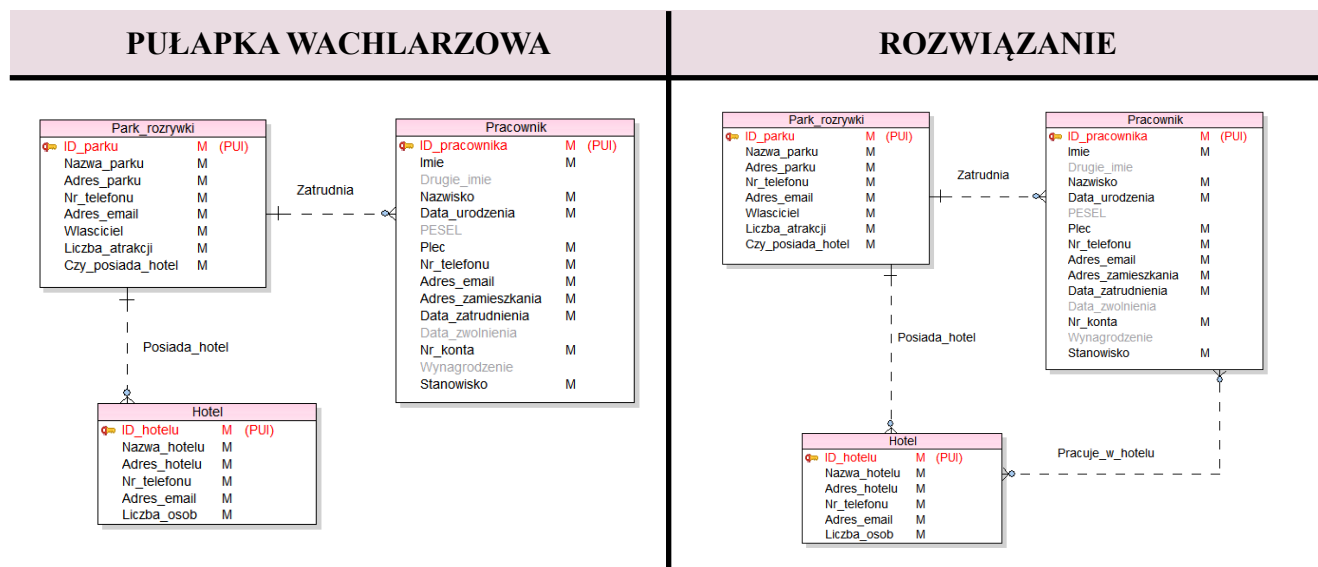 PUŁAPKA WACHLARZOWA
Park_rozrywki
ID_parku M (PUI)
Nazwa_parku M
Adres_parku M
Nr_telefonu M
Adres_email M
Wlasciciel M
Liczba_atrakcji M
Czy_posiada_hotel M
Zatrudnia
Pracownik
ID_pracownika M (PUI)
Imie M
Drugie_imie
Nazwisko M
Data_urodzenia M
PESEL
Plec M
Nr_telefonu M
Adres_email M
Adres_zamieszkania M
Data_zatrudnienia M
Data_zwolnienia
Nr_konta M
Wynagrodzenie
Stanowisko M
Posiada_hotel
Hotel
ID_hotelu M (PUI)
Nazwa_hotelu M
Adres_hotelu M
Nr_telefonu M
Adres_email M
Liczba_osob M
ROZWIĄZANIE
Park_rozrywki
ID_parku M (PUI)
Nazwa_parku M
Adres_parku M
Nr_telefonu M
Adres_email M
Wlasciciel M
Liczba_atrakcji M
Czy_posiada_hotel M
Zatrudnia
Pracownik
ID_pracownika M (PUI)
Imie M
Drugie_imie
Nazwisko M
Data_urodzenia M
PESEL
Plec M
Nr_telefonu M
Adres_email M
Adres_zamieszkania M
Data_zatrudnienia M
Data_zwolnienia
Nr_konta M
Wynagrodzenie
Stanowisko M
Posiada_hotel
Hotel
ID_hotelu M (PUI)
Nazwa_hotelu M
Adres_hotelu M
Nr_telefonu M
Adres_email M
Liczba_osob M
Pracuje_w_hotelu